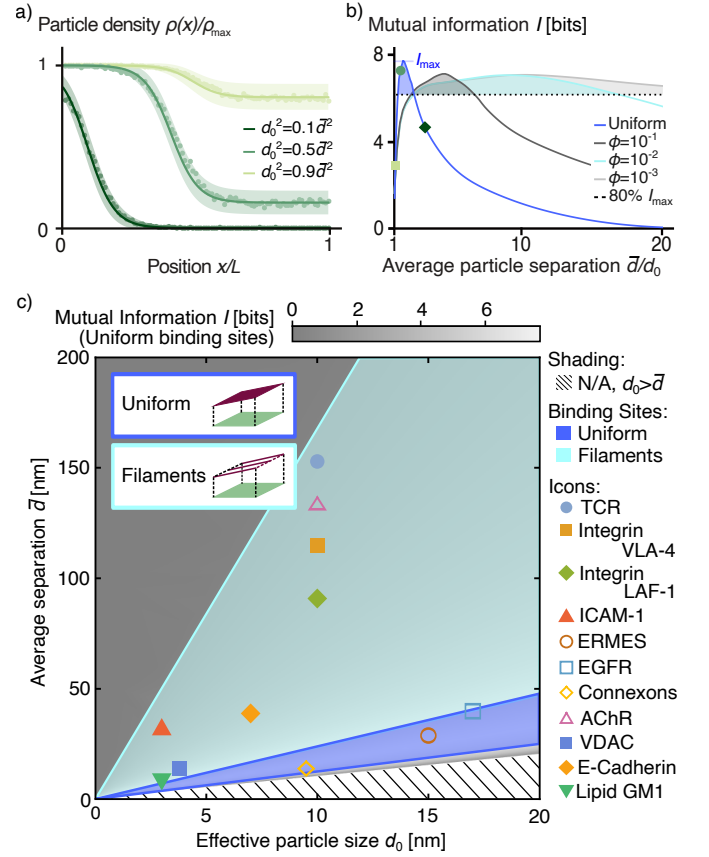 a)
Particle density ρ(x)/ρmax
1
0
d₀²=0.1d̄²
d₀²=0.5d̄²
d₀²=0.9d̄²
0
1
Position x/L
b)
Mutual information I [bits]
8
4
0
Imax
Uniform
ϕ=10⁻¹
ϕ=10⁻²
ϕ=10⁻³
80% Imax
1
10
20
Average particle separation d̄/d₀
c)
Mutual Information I [bits]
(Uniform binding sites)
0
2
4
6
200
150
100
50
0
Average separation d̄ [nm]
Uniform
Filaments
0
5
10
15
20
Effective particle size d₀ [nm]
Shading:
N/A, d₀>d̄
Binding Sites:
Uniform
Filaments
Icons:
TCR
Integrin
VLA-4
Integrin
LAF-1
ICAM-1
ERMES
EGFR
Connexons
AChR
VDAC
E-Cadherin
Lipid GM1